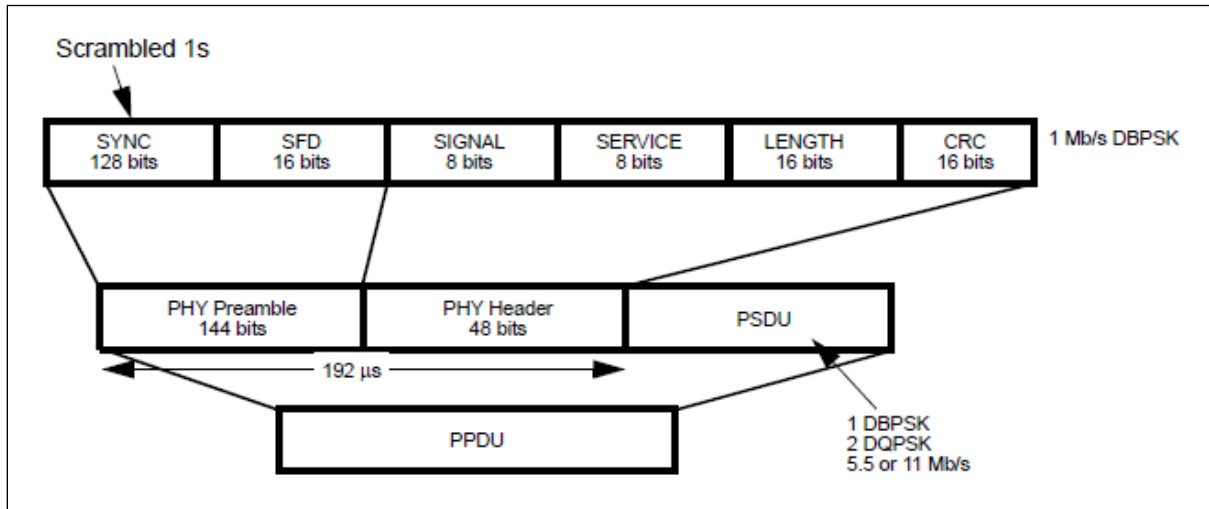 Scrambled 1s
SYNC
128 bits
SFD
16 bits
SIGNAL
8 bits
SERVICE
8 bits
LENGTH
16 bits
CRC
16 bits
1 Mb/s DBPSK
PHY Preamble
144 bits
PHY Header
48 bits
PSDU
192 μs
1 DBPSK
2 DQPSK
5.5 or 11 Mb/s
PPDU